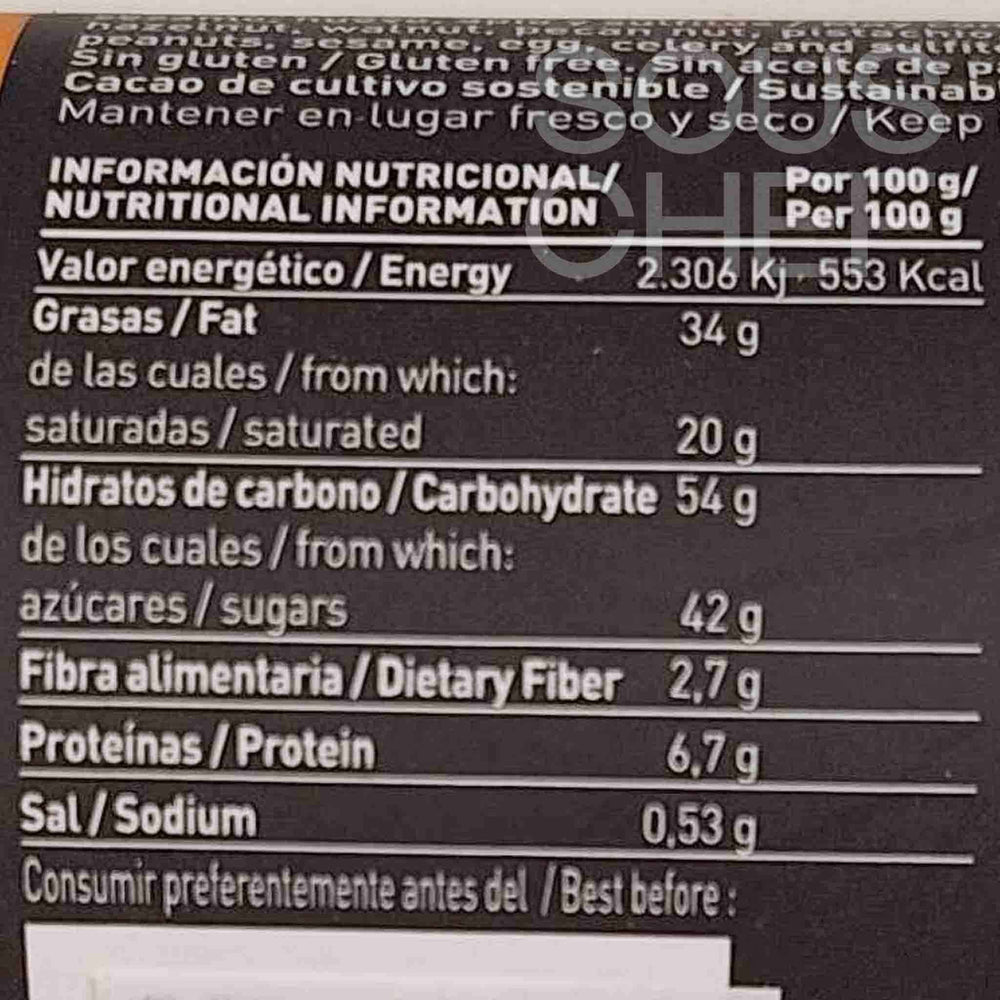 hazelnut, walnut, pecan nut, pistachio
peanuts, sesame, egg, celery and sulfit
Sin gluten / Gluten free. Sin aceite de pa
Cacao de cultivo sostenible / Sustainab
Mantener en lugar fresco y seco / Keep
SOUS
CHEF
INFORMACIÓN NUTRICIONAL/ Por 100 g/
NUTRITIONAL INFORMATION Per 100 g
Valor energético / Energy 2.306 Kj - 553 Kcal
Grasas / Fat 34 g
de las cuales / from which:
saturadas / saturated 20 g
Hidratos de carbono / Carbohydrate 54 g
de los cuales / from which:
azúcares / sugars 42 g
Fibra alimentaria / Dietary Fiber 2,7 g
Proteínas / Protein 6,7 g
Sal / Sodium 0,53 g
Consumir preferentemente antes del / Best before :